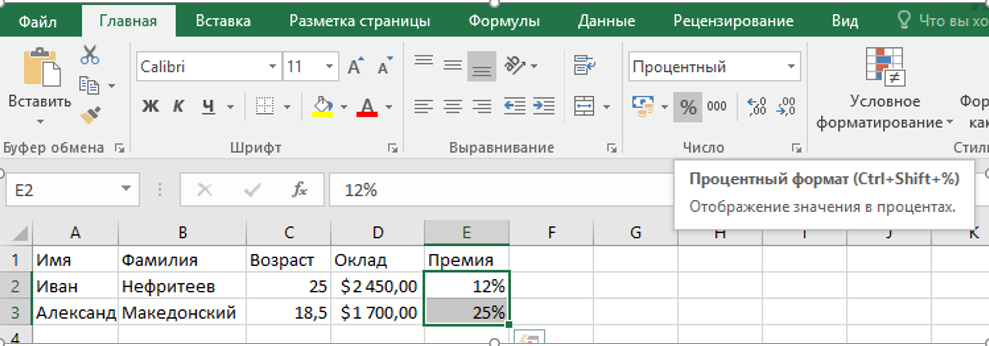 Файл Главная Вставка Разметка страницы Формулы Данные Рецензирование Вид Что вы хо
Calibri 11 Процентный
Вставить Ж К Ч А % 000 Условное форматирование Фор как
Буфер обмена Шрифт Выравнивание Число Стили
Процентный формат (Ctrl+Shift+%)
Отображение значения в процентах.
E2 fx 12%
A B C D E F G H I J K
1 Имя Фамилия Возраст Оклад Премия
2 Иван Нефритеев 25 $ 2 450,00 12%
3 Александ Македонский 18,5 $ 1 700,00 25%
4